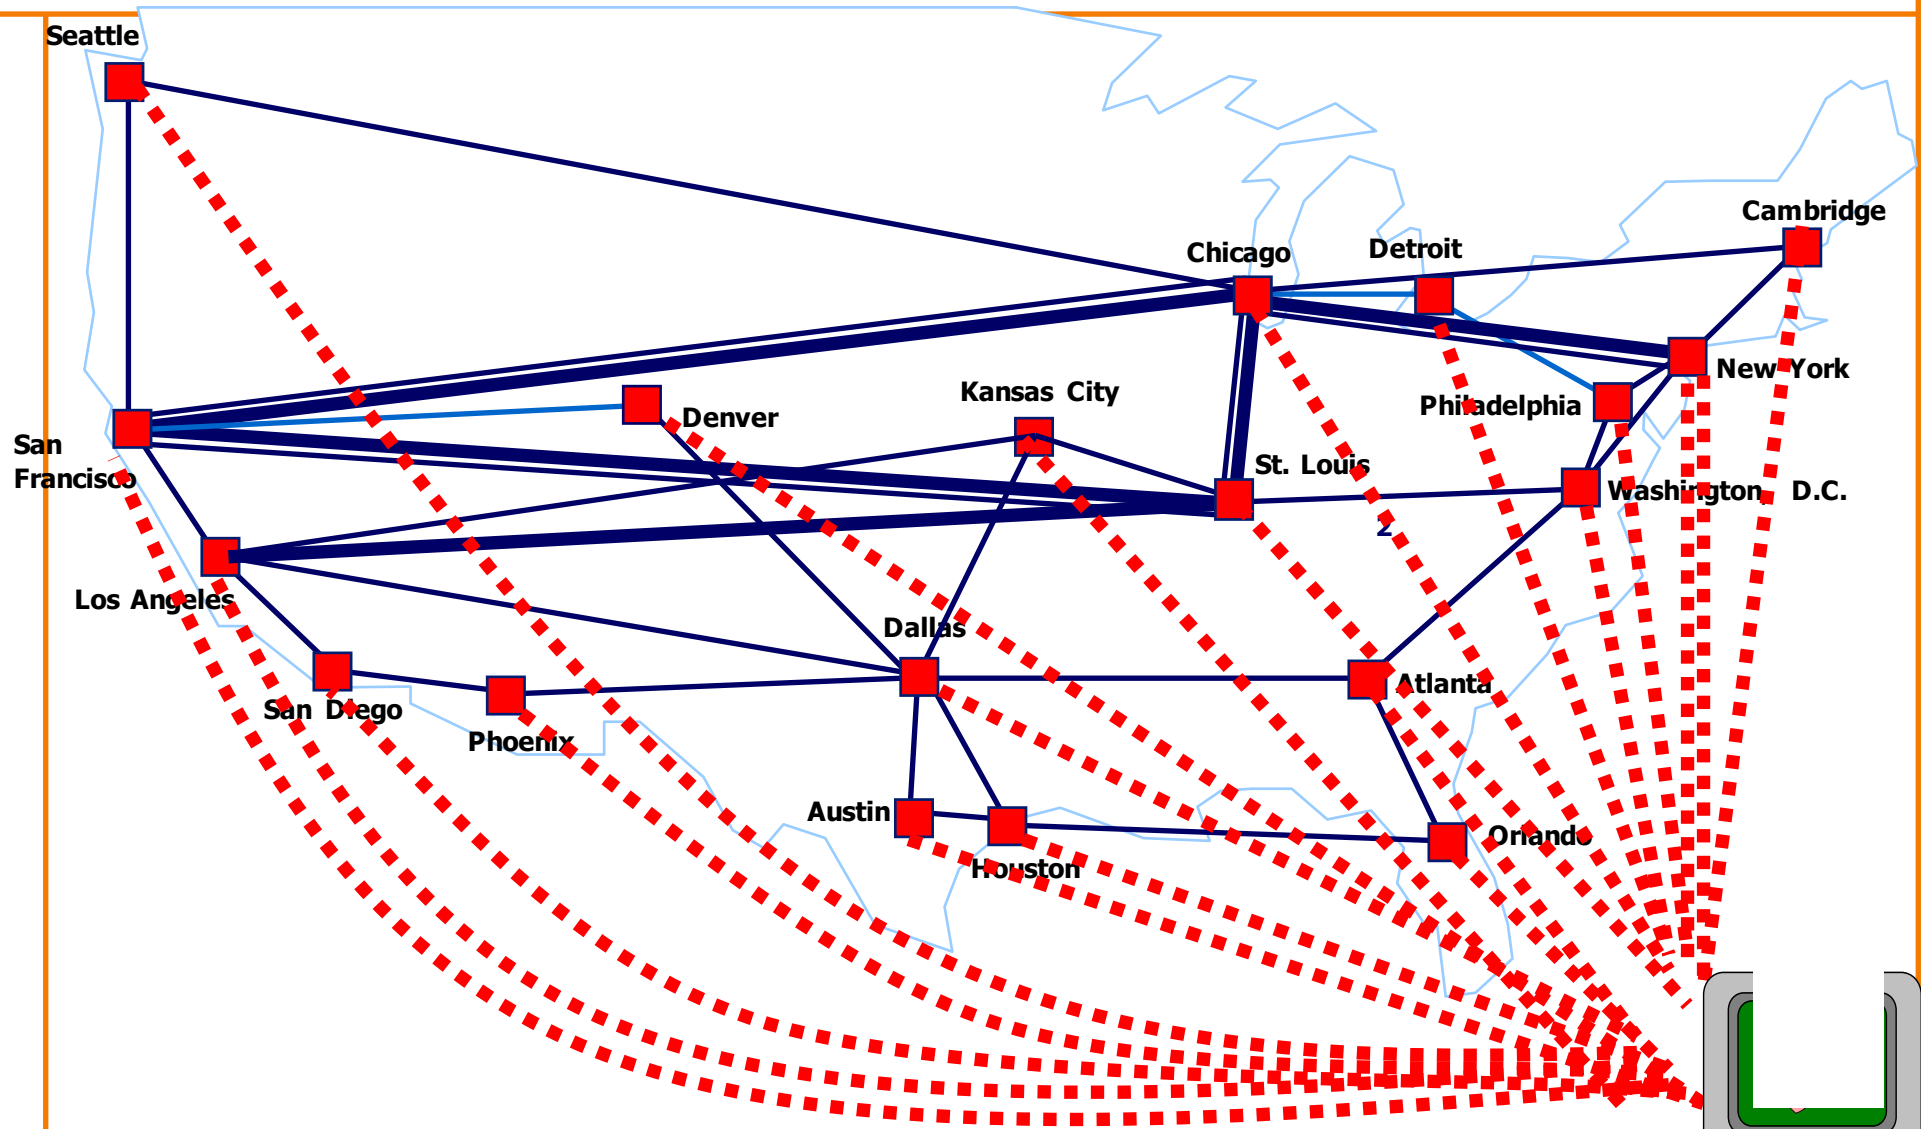 Seattle
Cambridge
Chicago
Detroit
New York
Kansas City
Philadelphia
Denver
San
Francisco
St. Louis
Washington D.C.
2
Los Angeles
Dallas
Atlanta
San Diego
Phoenix
Austin
Orlando
Houston